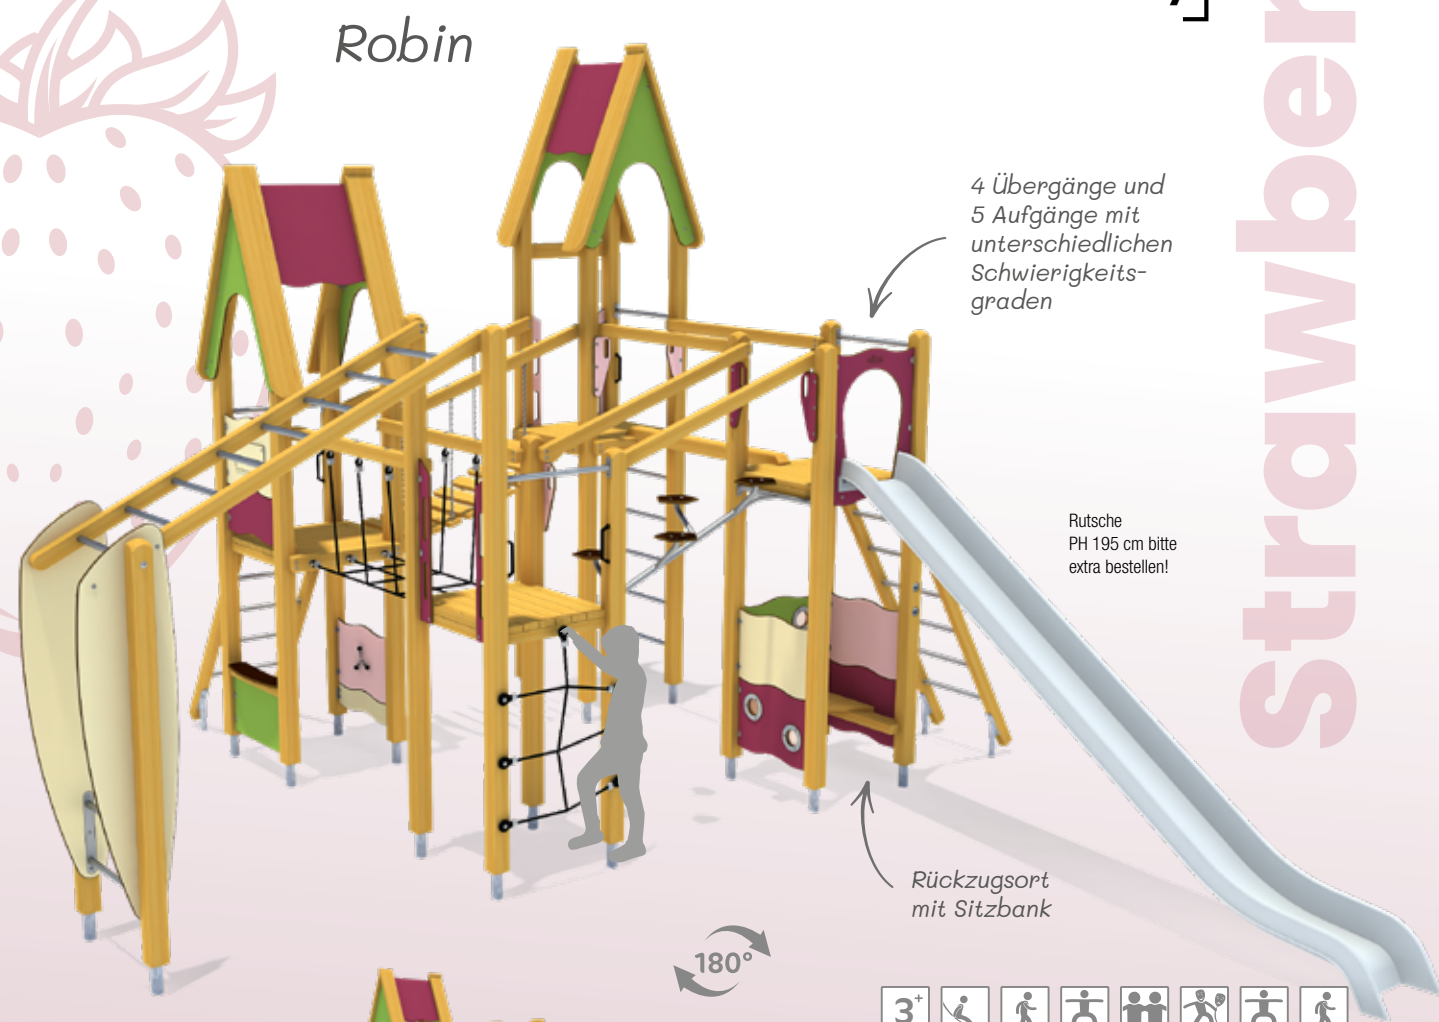 Robin
4 Übergänge und
5 Aufgänge mit
unterschiedlichen
Schwierigkeits-
graden
Rutsche
PH 195 cm bitte
extra bestellen!
Rückzugsort
mit Sitzbank
180°
3+
Strawber